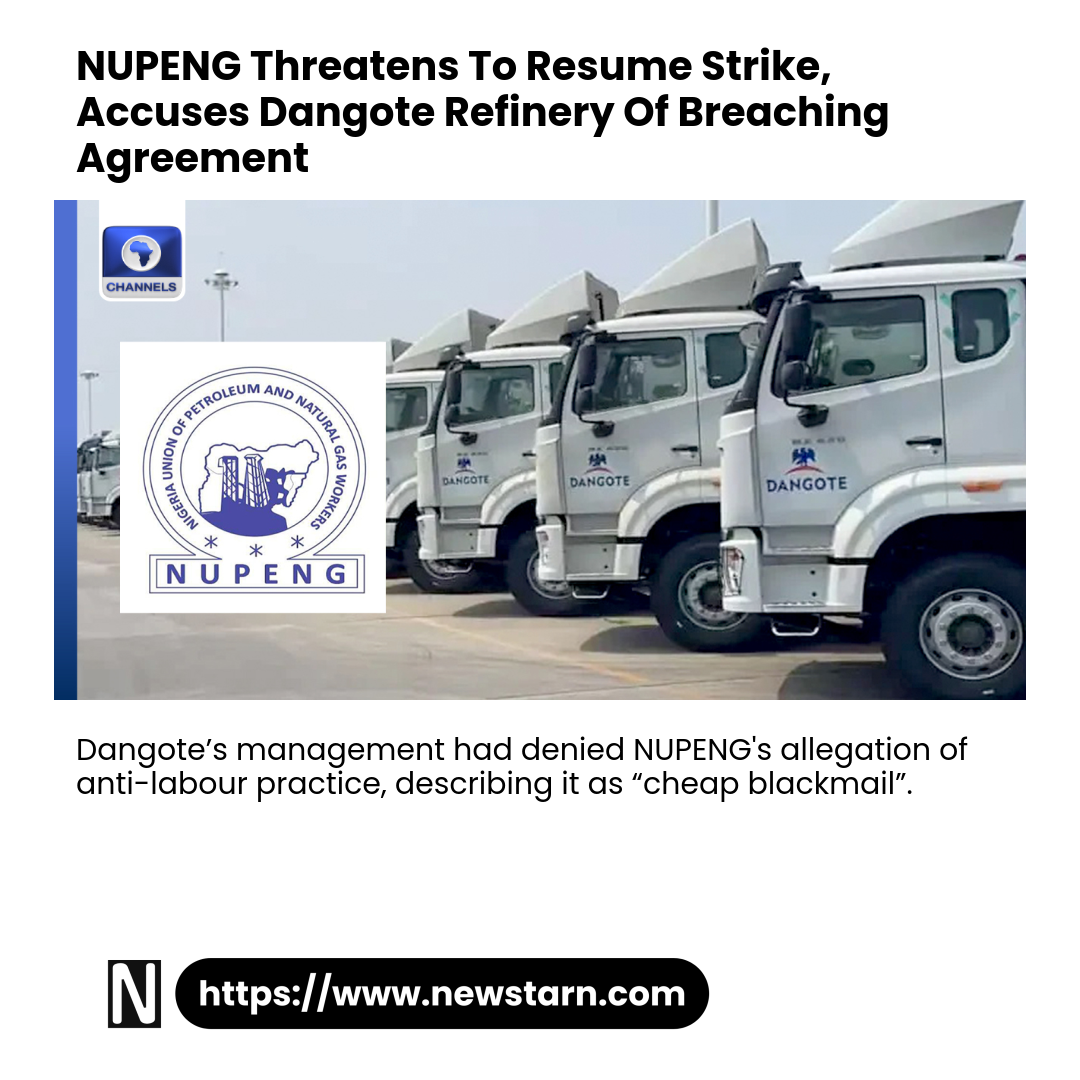 NUPENG Threatens To Resume Strike,
Accuses Dangote Refinery Of Breaching
Agreement
CHANNELS
NIGERIA UNION OF PETROLEUM AND NATURAL GAS WORKERS
NUPENG
DANGOTE
DANGOTE
DANGOTE
Dangote’s management had denied NUPENG's allegation of
anti-labour practice, describing it as “cheap blackmail”.
N
https://www.newstarn.com